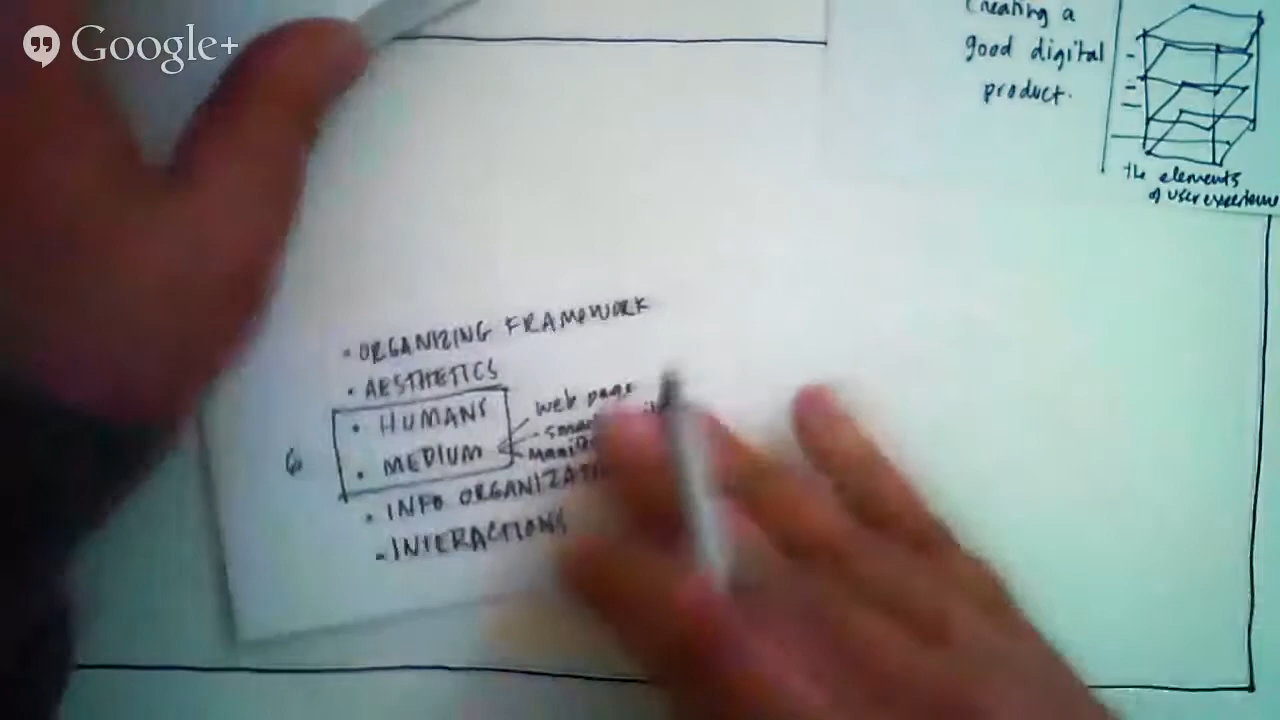 Google+
Creating a
good digital
product.
the elements
of user experience
• ORGANIZING FRAMEWORK
• AESTHETICS
• HUMANS
• MEDIUM
web page
6
• INFO ORGANIZATION
• INTERACTIONS